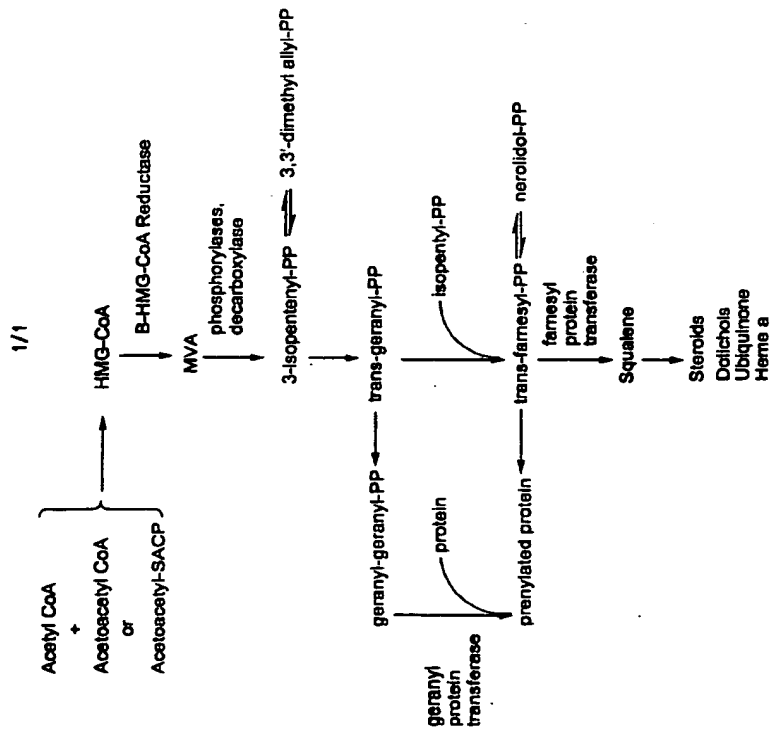 1/1
Acetyl CoA
+
Acetoacetyl CoA
or
Acetoacetyl-SACP
HMG-CoA
B-HMG-CoA Reductase
MVA
phosphorylases,
decarboxylase
3-isopentenyl-PP
3,3'-dimethyl allyl-PP
trans-geranyl-PP
geranyl-geranyl-PP
isopentyl-PP
protein
geranyl
protein
transferase
prenylated protein
trans-farnesyl-PP
nerolidol-PP
farnesyl
protein
transferase
Squalene
Steroids
Dolichols
Ubiquinone
Heme a